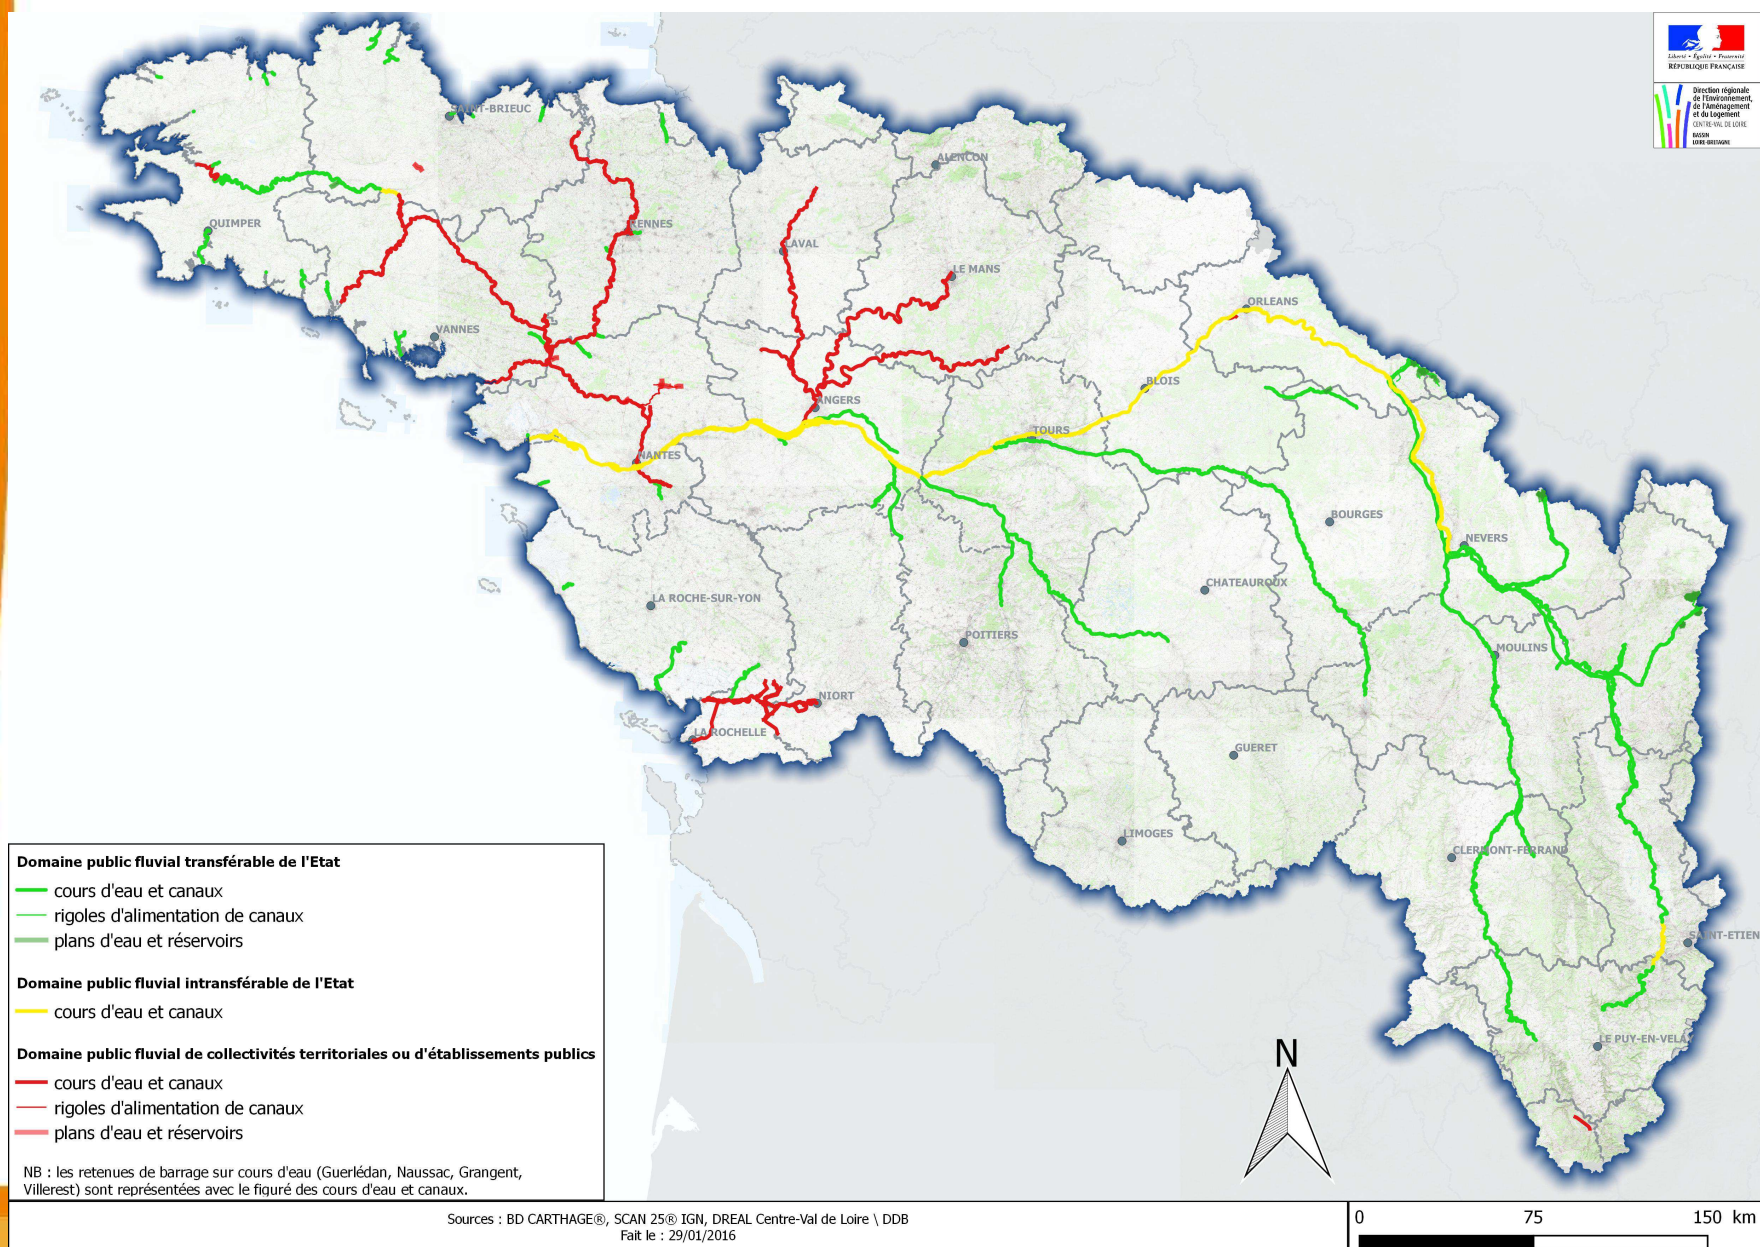 Liberté • Égalité • Fraternité
RÉPUBLIQUE FRANÇAISE
Direction régionale
de l'Environnement,
de l'Aménagement
et du Logement
CENTRE-VAL DE LOIRE
BASSIN
LOIRE-BRETAGNE
SAINT-BRIEUC
ALENCON
QUIMPER
RENNES
LAVAL
LE MANS
ORLEANS
VANNES
BLOIS
ANGERS
TOURS
NANTES
BOURGES
NEVERS
CHATEAUROUX
LA ROCHE-SUR-YON
POITIERS
MOULINS
NIORT
LA ROCHELLE
GUERET
LIMOGES
CLERMONT-FERRAND
SAINT-ETIEN
LE PUY-EN-VELAY
N
Domaine public fluvial transférable de l'Etat
cours d'eau et canaux
rigoles d'alimentation de canaux
plans d'eau et réservoirs
Domaine public fluvial intransférable de l'Etat
cours d'eau et canaux
Domaine public fluvial de collectivités territoriales ou d'établissements publics
cours d'eau et canaux
rigoles d'alimentation de canaux
plans d'eau et réservoirs
NB : les retenues de barrage sur cours d'eau (Guerlédan, Naussac, Grangent,
Villerest) sont représentées avec le figuré des cours d'eau et canaux.
Sources : BD CARTHAGE®, SCAN 25® IGN, DREAL Centre-Val de Loire \ DDB
Fait le : 29/01/2016
0 75 150 km